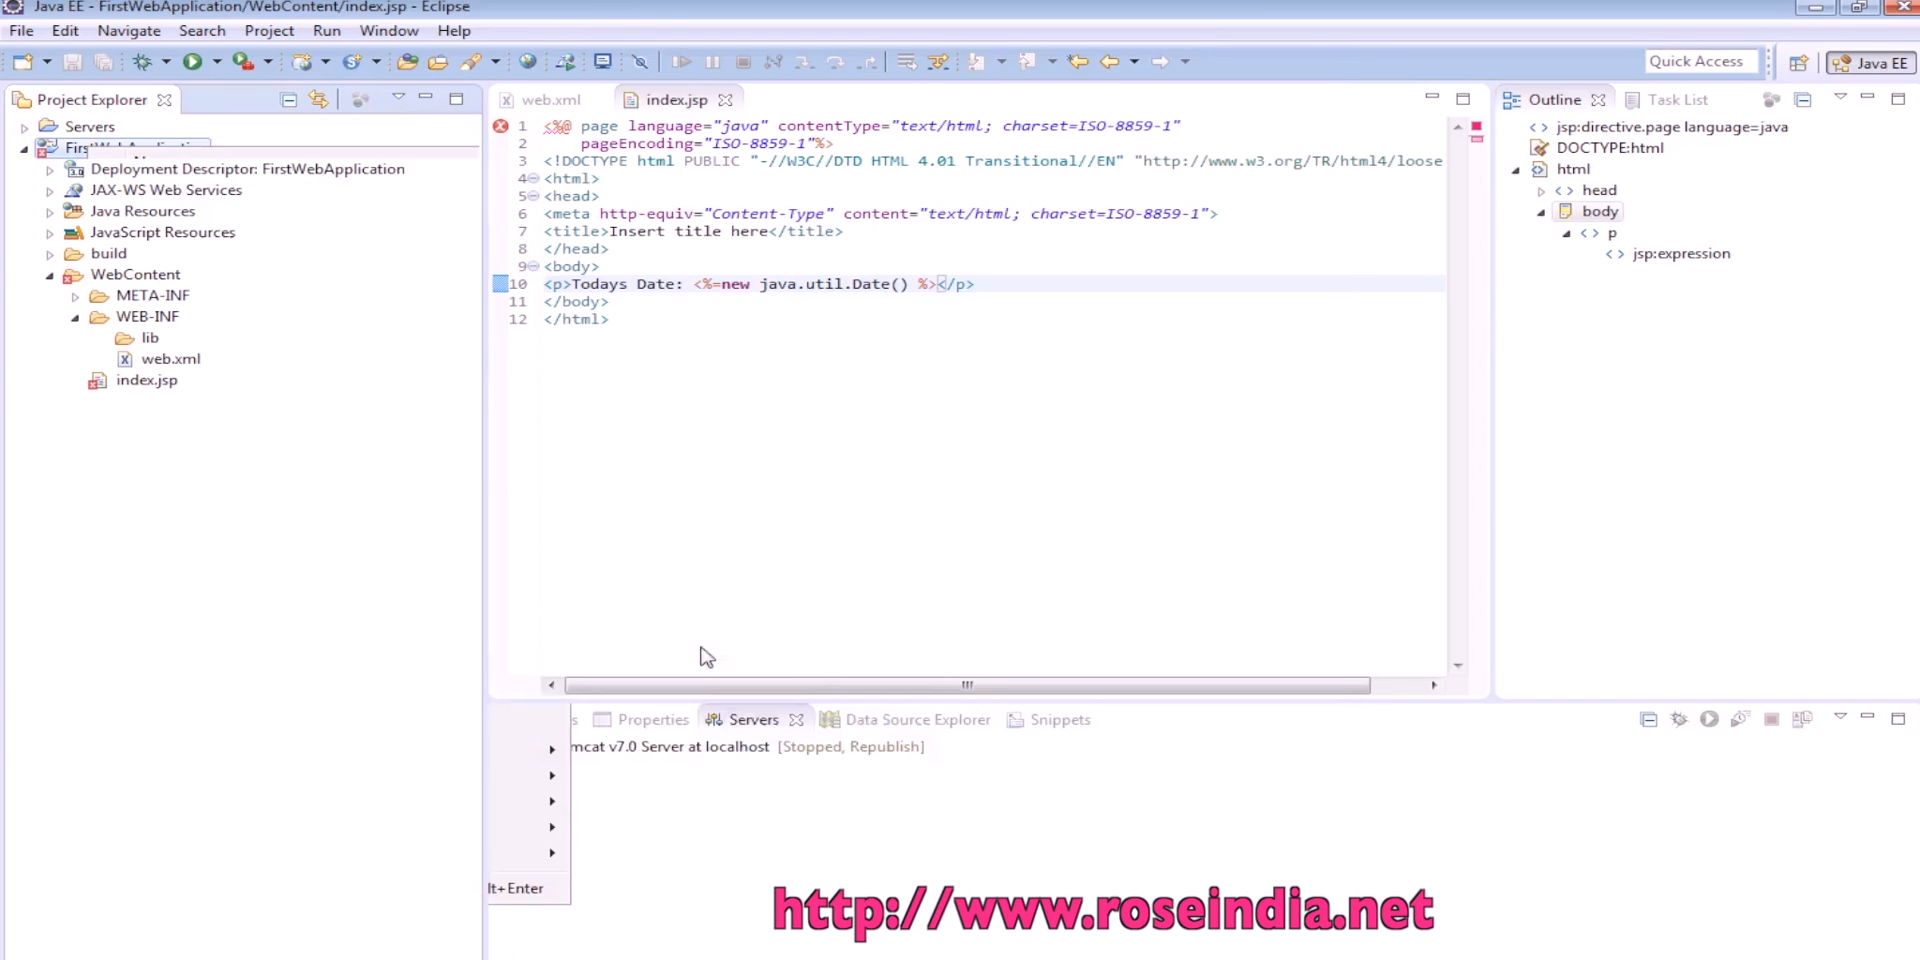 Java EE - FirstWebApplication/WebContent/index.jsp - Eclipse
File Edit Navigate Search Project Run Window Help
Quick Access
Java EE
Project Explorer
Servers
Deployment Descriptor: FirstWebApplication
JAX-WS Web Services
Java Resources
JavaScript Resources
build
WebContent
META-INF
WEB-INF
lib
web.xml
index.jsp
web.xml index.jsp
1 <%@ page language="java" contentType="text/html; charset=ISO-8859-1"
2 pageEncoding="ISO-8859-1"%>
3 <!DOCTYPE html PUBLIC "-//W3C//DTD HTML 4.01 Transitional//EN" "http://www.w3.org/TR/html4/loose
4 <html>
5 <head>
6 <meta http-equiv="Content-Type" content="text/html; charset=ISO-8859-1">
7 <title>Insert title here</title>
8 </head>
9 <body>
10 <p>Todays Date: <%=new java.util.Date() %></p>
11 </body>
12 </html>
Outline Task List
jsp:directive.page language=java
DOCTYPE:html
html
head
body
p
jsp:expression
s Properties Servers Data Source Explorer Snippets
mcat v7.0 Server at localhost [Stopped, Republish]
lt+Enter
http://www.roseindia.net